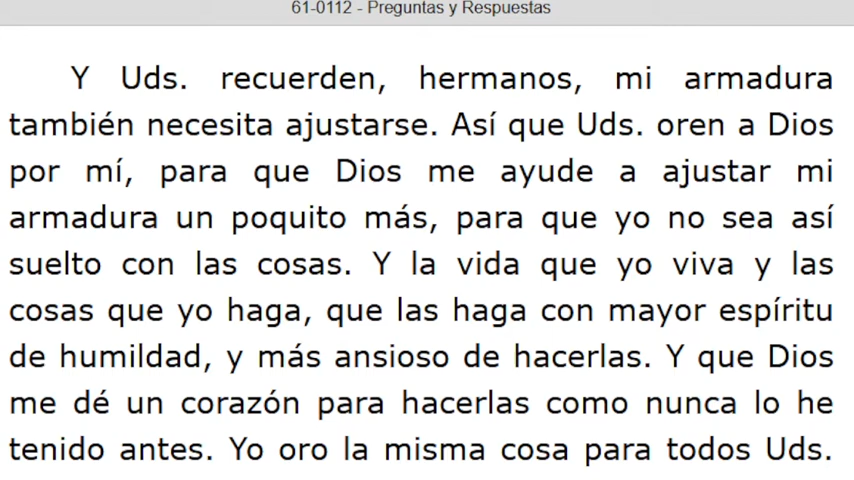 61-0112 - Preguntas y Respuestas
Y Uds. recuerden, hermanos, mi armadura
también necesita ajustarse. Así que Uds. oren a Dios
por mí, para que Dios me ayude a ajustar mi
armadura un poquito más, para que yo no sea así
suelto con las cosas. Y la vida que yo viva y las
cosas que yo haga, que las haga con mayor espíritu
de humildad, y más ansioso de hacerlas. Y que Dios
me dé un corazón para hacerlas como nunca lo he
tenido antes. Yo oro la misma cosa para todos Uds.